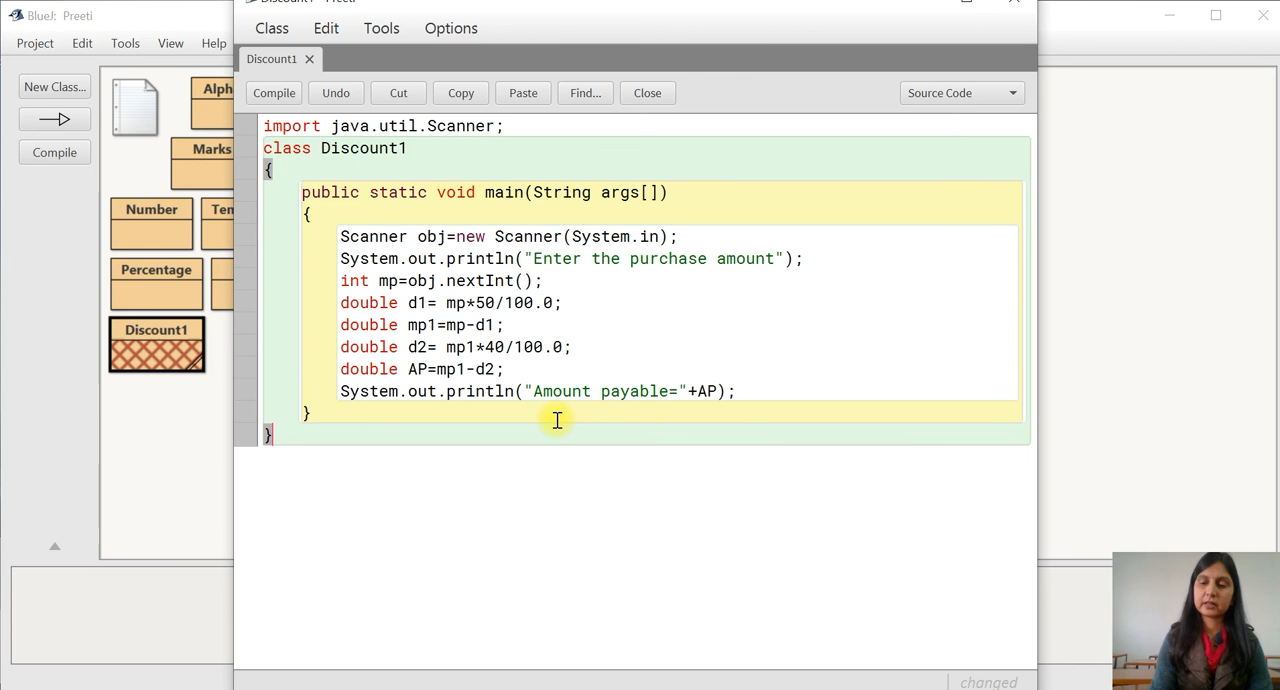 BlueJ: Preeti
Project Edit Tools View Help
New Class...
Compile
Alph
Marks
Number
Ten
Percentage
Discount1
Class Edit Tools Options
Discount1
Compile Undo Cut Copy Paste Find... Close Source Code
import java.util.Scanner;
class Discount1
{
public static void main(String args[])
{
Scanner obj=new Scanner(System.in);
System.out.println("Enter the purchase amount");
int mp=obj.nextInt();
double d1= mp*50/100.0;
double mp1=mp-d1;
double d2= mp1*40/100.0;
double AP=mp1-d2;
System.out.println("Amount payable="+AP);
}
}
changed